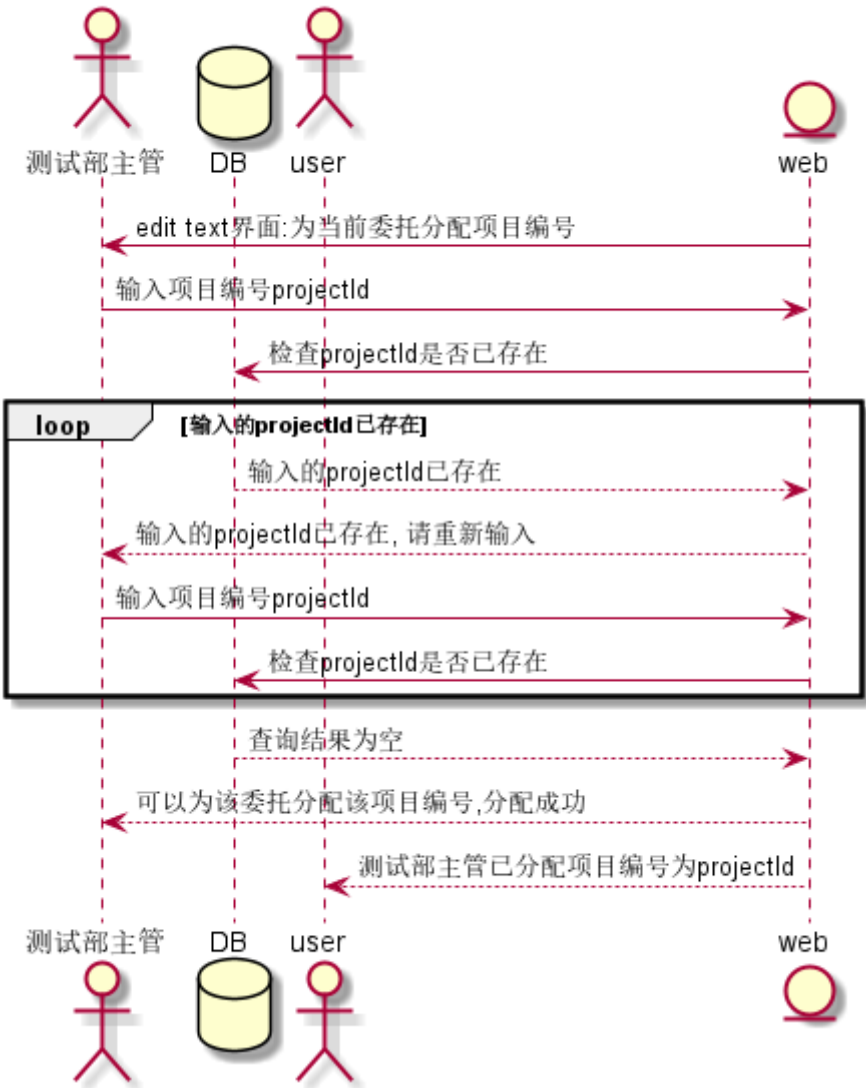 测试部主管 DB user web
edit text界面:为当前委托分配项目编号
输入项目编号projectId
检查projectId是否已存在
loop [输入的projectId已存在]
输入的projectId已存在
输入的projectId已存在, 请重新输入
输入项目编号projectId
检查projectId是否已存在
查询结果为空
可以为该委托分配该项目编号,分配成功
测试部主管已分配项目编号为projectId
测试部主管 DB user web